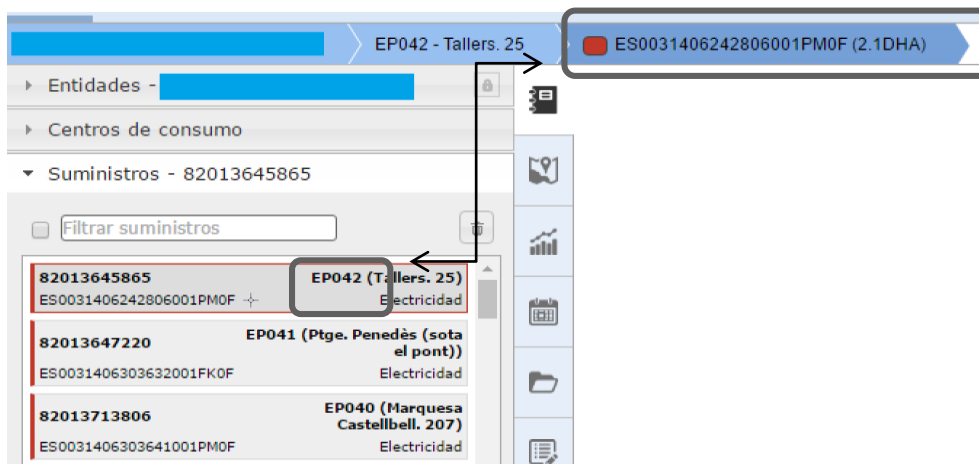 EP042 - Tallers. 25
ES0031406242806001PM0F (2.1DHA)
Entidades -
Centros de consumo
Suministros - 82013645865
Filtrar suministros
82013645865 EP042 (Tallers. 25)
ES0031406242806001PM0F Electricidad
82013647220 EP041 (Ptge. Penedès (sota
el pont))
ES0031406303632001FK0F Electricidad
82013713806 EP040 (Marquesa
Castellbell. 207)
ES0031406303641001PM0F Electricidad